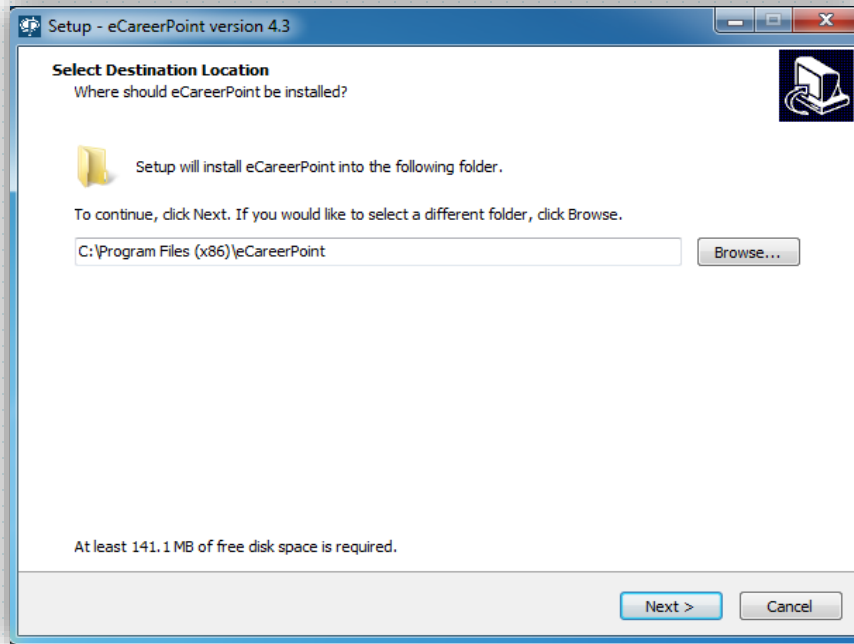 Setup - eCareerPoint version 4.3
Select Destination Location
Where should eCareerPoint be installed?
Setup will install eCareerPoint into the following folder.
To continue, click Next. If you would like to select a different folder, click Browse.
C:\Program Files (x86)\eCareerPoint
Browse...
At least 141.1 MB of free disk space is required.
Next >
Cancel